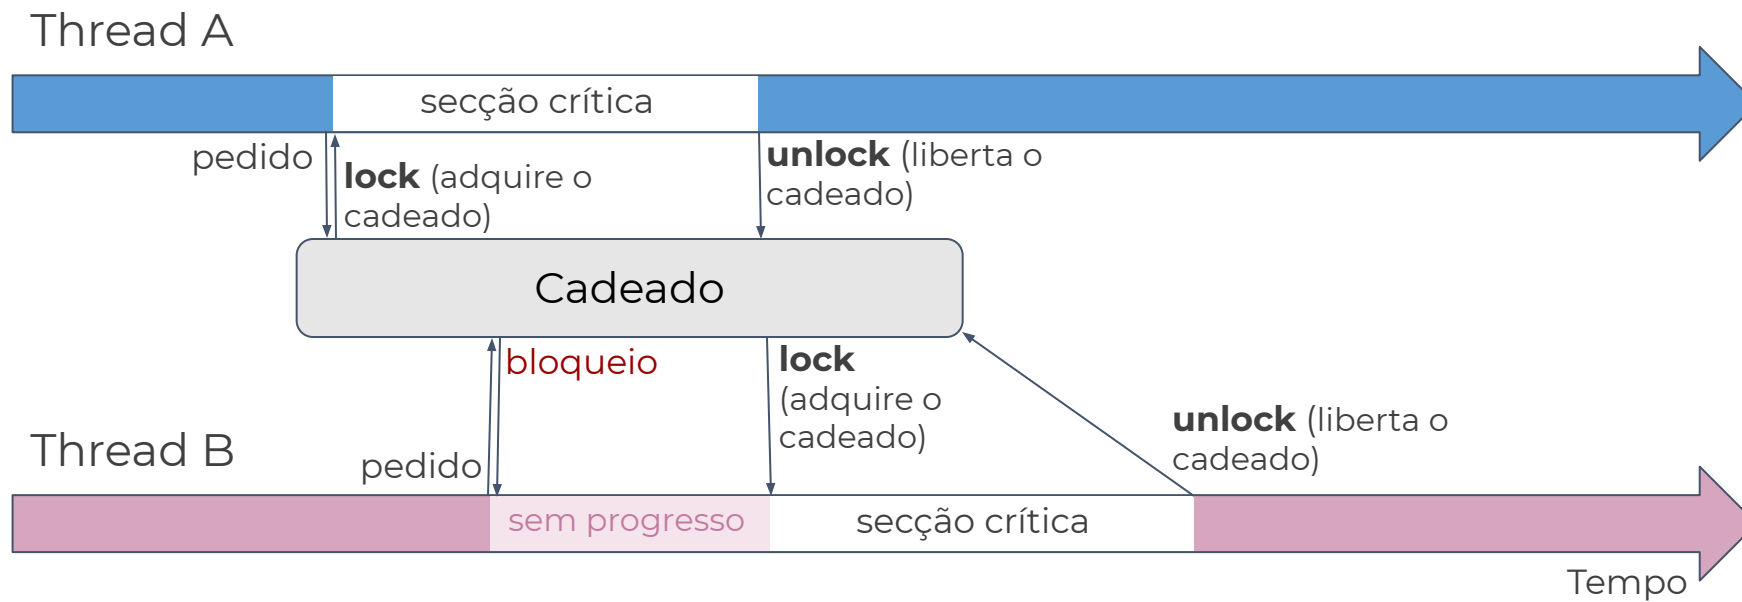 Thread A
secção crítica
pedido
lock (adquire o
cadeado)
unlock (liberta o
cadeado)
Cadeado
bloqueio
lock
(adquire o
cadeado)
unlock (liberta o
cadeado)
Thread B
pedido
sem progresso
secção crítica
Tempo